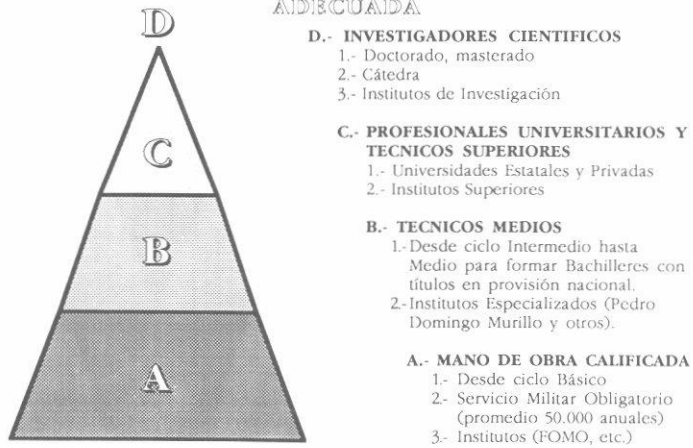 ADECUADA
D
C
B
A
D.- INVESTIGADORES CIENTIFICOS
1.- Doctorado, masterado
2.- Cátedra
3.- Institutos de Investigación
C.- PROFESIONALES UNIVERSITARIOS Y
TECNICOS SUPERIORES
1.- Universidades Estatales y Privadas
2.- Institutos Superiores
B.- TECNICOS MEDIOS
1.- Desde ciclo Intermedio hasta
Medio para formar Bachilleres con
títulos en provisión nacional.
2.- Institutos Especializados (Pedro
Domingo Murillo y otros).
A.- MANO DE OBRA CALIFICADA
1.- Desde ciclo Básico
2.- Servicio Militar Obligatorio
(promedio 50.000 anuales)
3.- Institutos (FOMO, etc.)